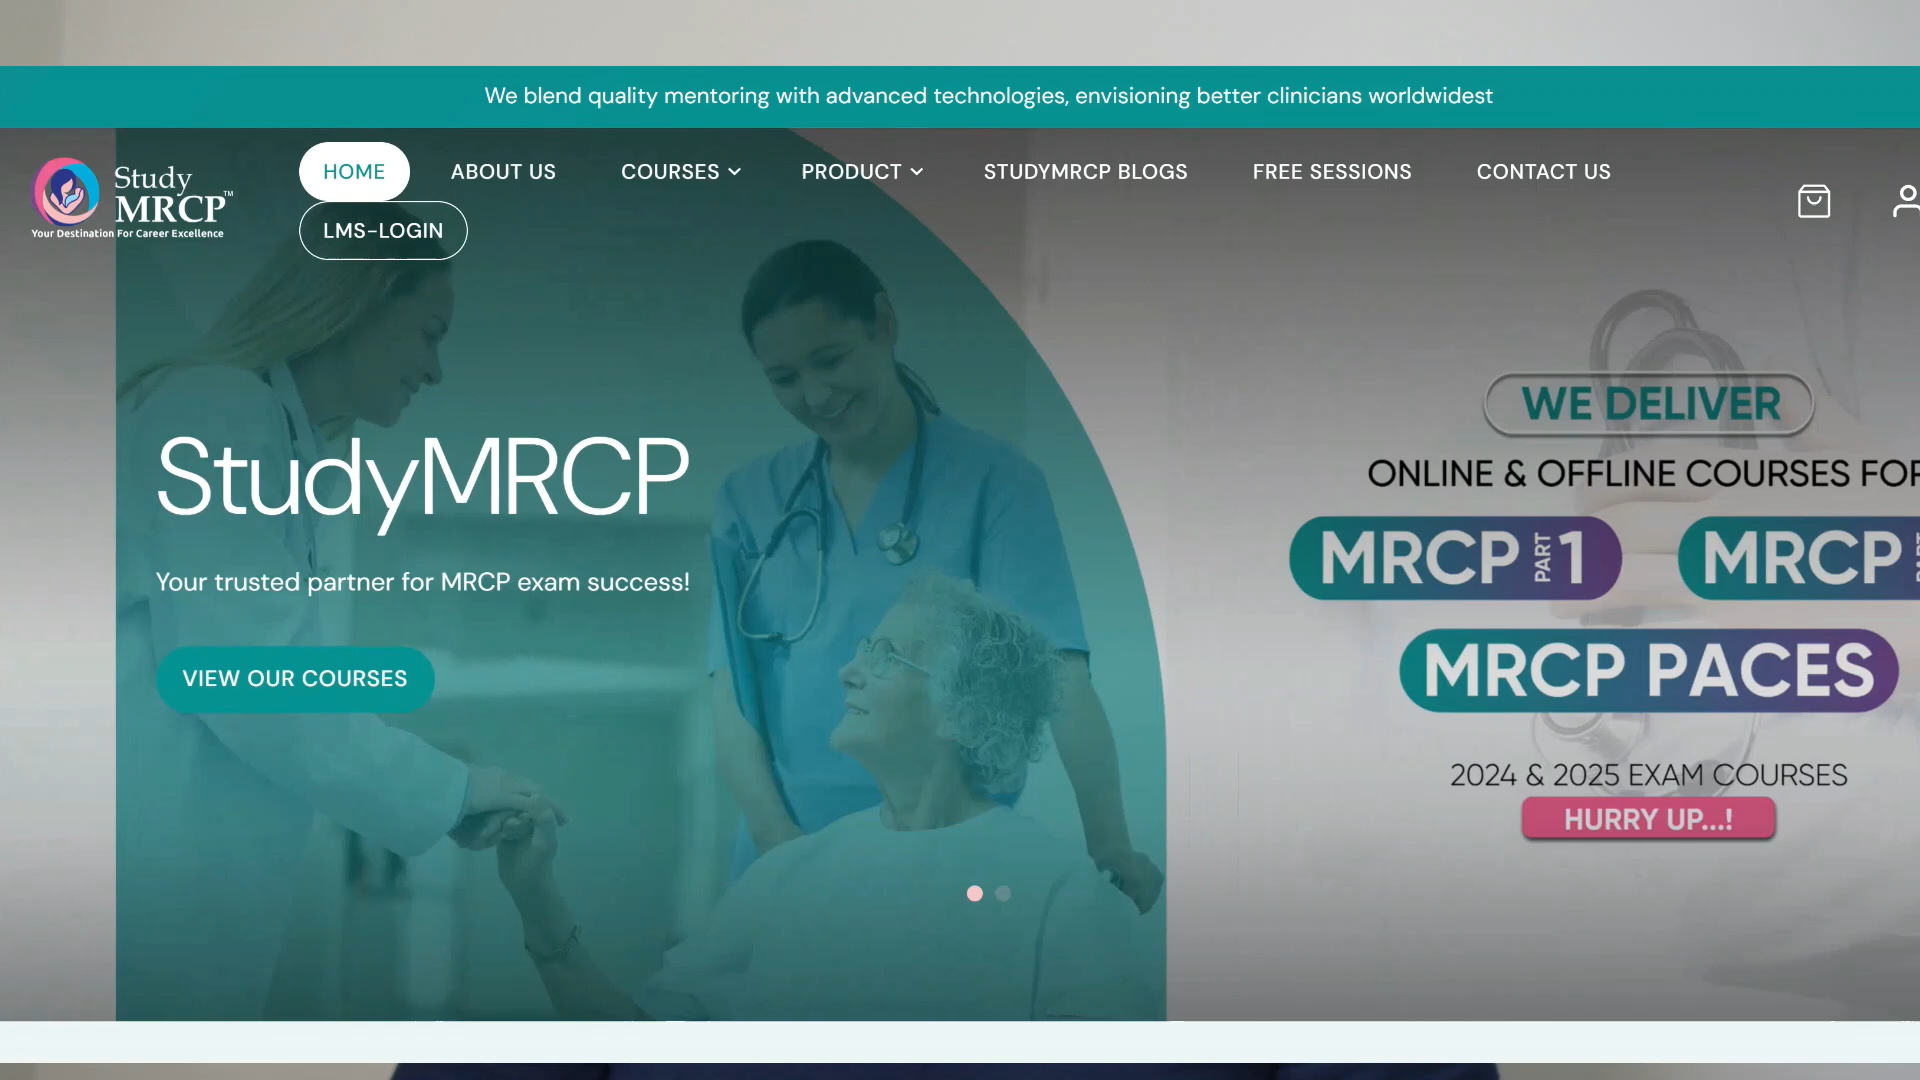 We blend quality mentoring with advanced technologies, envisioning better clinicians worldwidest
Study
MRCP™
Your Destination For Career Excellence
HOME
ABOUT US
COURSES
PRODUCT
STUDYMRCP BLOGS
FREE SESSIONS
CONTACT US
LMS-LOGIN
StudyMRCP
Your trusted partner for MRCP exam success!
VIEW OUR COURSES
WE DELIVER
ONLINE & OFFLINE COURSES FOR
MRCP PART 1
MRCP
MRCP PACES
2024 & 2025 EXAM COURSES
HURRY UP...!